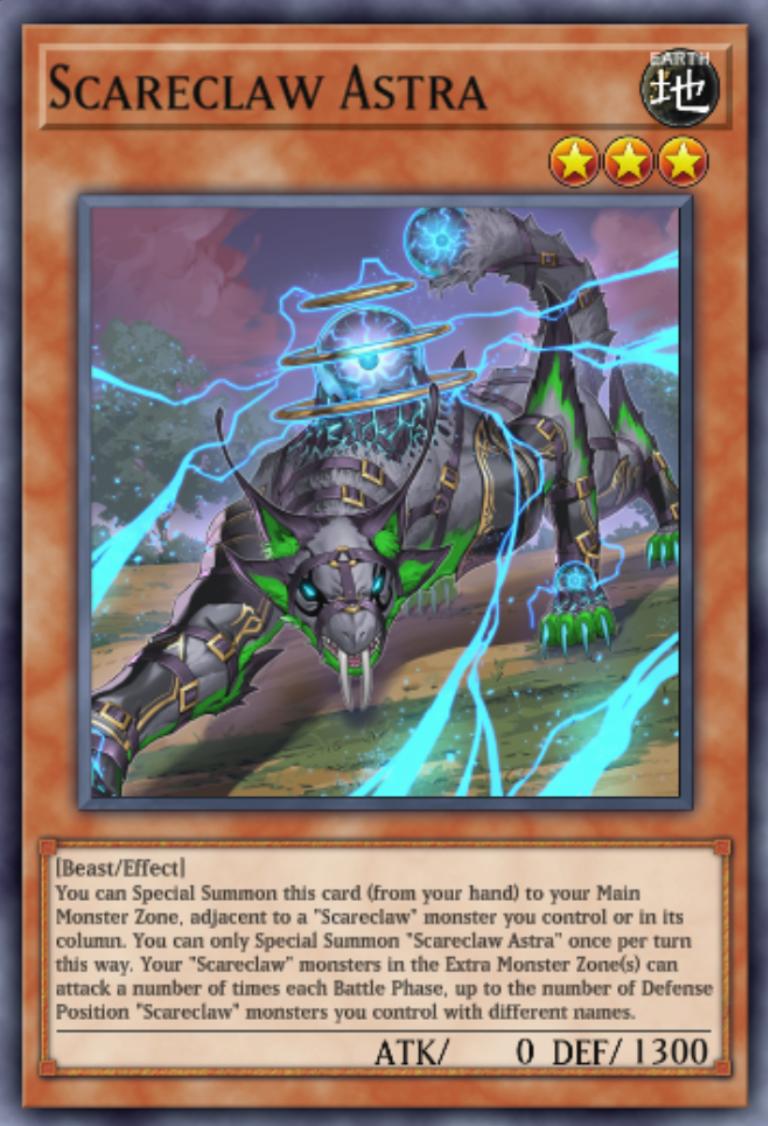 SCARECLAW ASTRA
EARTH
地
[Beast/Effect]
You can Special Summon this card (from your hand) to your Main
Monster Zone, adjacent to a "Scareclaw" monster you control or in its
column. You can only Special Summon "Scareclaw Astra" once per turn
this way. Your "Scareclaw" monsters in the Extra Monster Zone(s) can
attack a number of times each Battle Phase, up to the number of Defense
Position "Scareclaw" monsters you control with different names.
ATK/ 0 DEF/ 1300